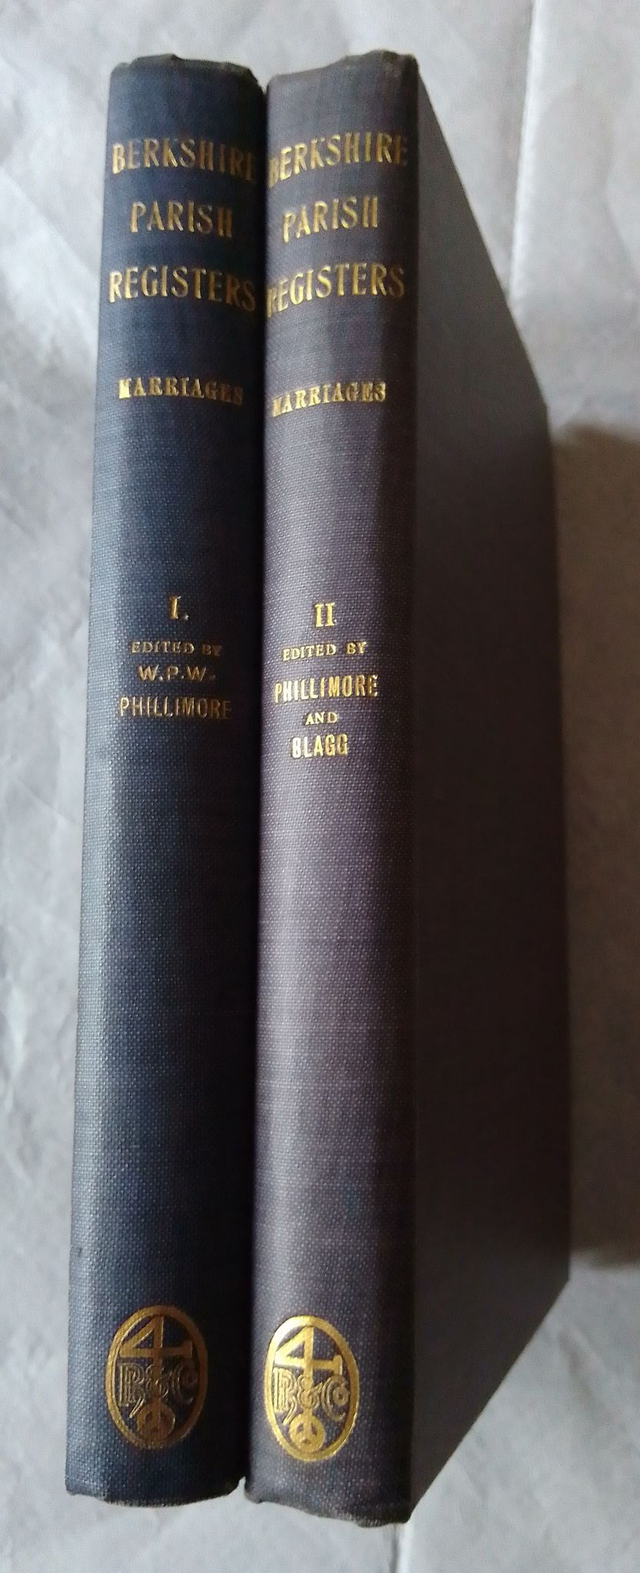 BERKSHIRE
PARISH
REGISTERS
MARRIAGES
I.
EDITED BY
W.P.W.
PHILLIMORE
BERKSHIRE
PARISH
REGISTERS
MARRIAGES
II
EDITED BY
PHILLIMORE
AND
BLAGG